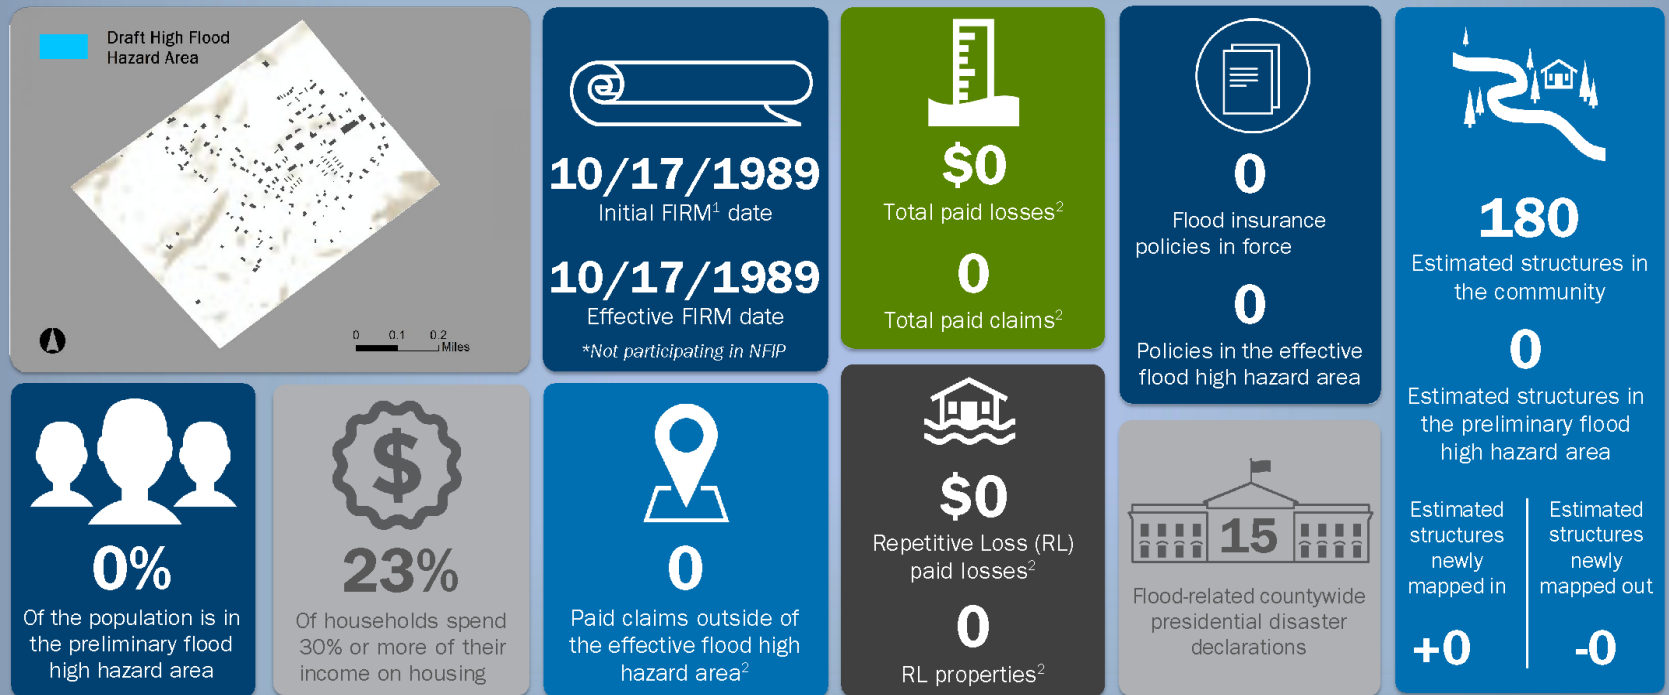 Draft High Flood
Hazard Area
0 0.1 0.2
Miles
10/17/1989
Initial FIRM¹ date
10/17/1989
Effective FIRM date
*Not participating in NFIP
$0
Total paid losses²
0
Total paid claims²
0
Flood insurance
policies in force
0
Policies in the effective
flood high hazard area
180
Estimated structures in
the community
0
Estimated structures in
the preliminary flood
high hazard area
Estimated
structures
newly
mapped in
+0
Estimated
structures
newly
mapped out
-0
0%
Of the population is in
the preliminary flood
high hazard area
$
23%
Of households spend
30% or more of their
income on housing
0
Paid claims outside of
the effective flood high
hazard area²
$0
Repetitive Loss (RL)
paid losses²
0
RL properties²
15
Flood-related countywide
presidential disaster
declarations